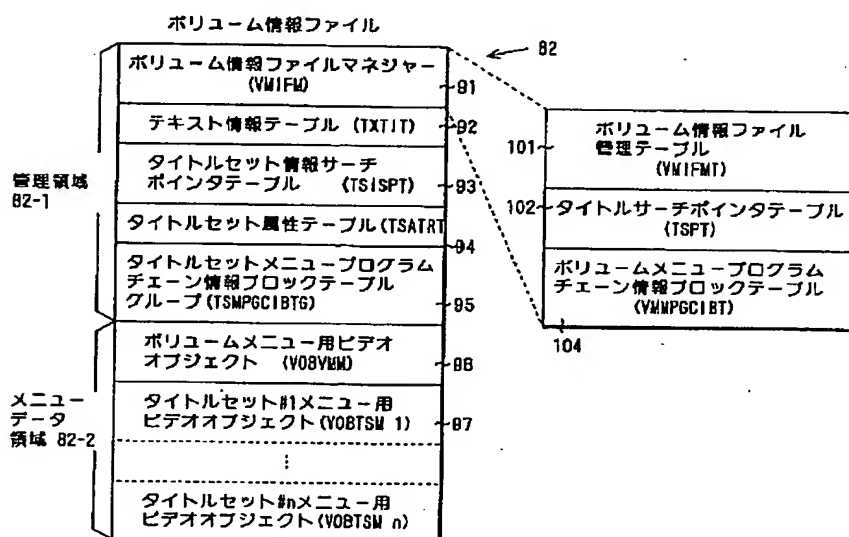 ボリューム情報ファイル
82
ボリューム情報ファイルマネジャー
(VMIFM)
91
テキスト情報テーブル (TXTIT)
92
タイトルセット情報サーチ
ポインタテーブル (TSISPT)
93
タイトルセット属性テーブル(TSATRT
94
タイトルセットメニュープログラム
チェーン情報ブロックテーブル
グループ(TSMPGCIBTG)
95
管理領域
82-1
ボリュームメニュー用ビデオ
オブジェクト (VOBVMM)
96
タイトルセット#1メニュー用
ビデオオブジェクト(VOBTSM 1)
97
⋮
タイトルセット#nメニュー用
ビデオオブジェクト(VOBTSM n)
メニュー
データ
領域 82-2
101
ボリューム情報ファイル
管理テーブル
(VMIFMT)
102
タイトルサーチポインタテーブル
(TSPT)
ボリュームメニュープログラム
チェーン情報ブロックテーブル
(VMMPGCIBT)
104